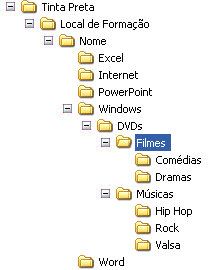 Tinta Preta
Local de Formação
Nome
Excel
Internet
PowerPoint
Windows
DVDs
Filmes
Comédias
Dramas
Músicas
Hip Hop
Rock
Valsa
Word